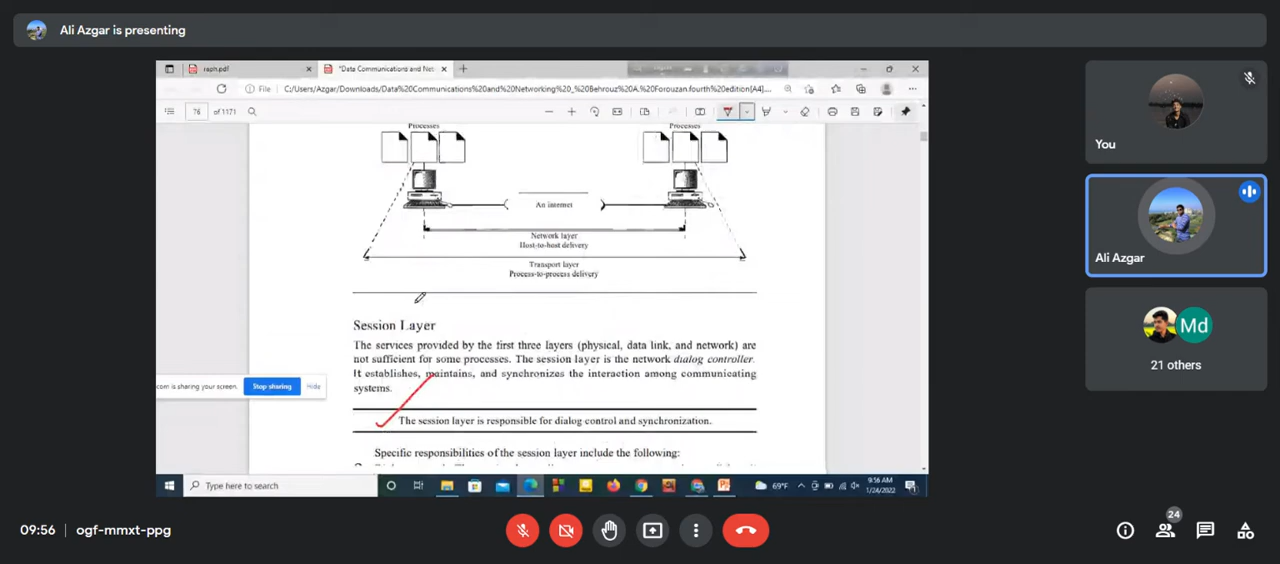 Ali Azgar is presenting
raph.pdf
*Data Communications and Net
File
C:/Users/Azgar/Downloads/Data%20Communications%20and%20Networking%20_%20Behrouz%20A.%20Forouzan.fourth%20edition[A4]...
76 of 1171
Processes
Processes
An internet
Network layer
Host-to-host delivery
Transport layer
Process-to-process delivery
Session Layer
The services provided by the first three layers (physical, data link, and network) are
not sufficient for some processes. The session layer is the network dialog controller.
It establishes, maintains, and synchronizes the interaction among communicating
systems.
com is sharing your screen.
Stop sharing
Hide
The session layer is responsible for dialog control and synchronization.
Specific responsibilities of the session layer include the following:
Type here to search
69°F
9:56 AM
1/24/2022
You
Ali Azgar
Md
21 others
09:56 | ogf-mmxt-ppg
24